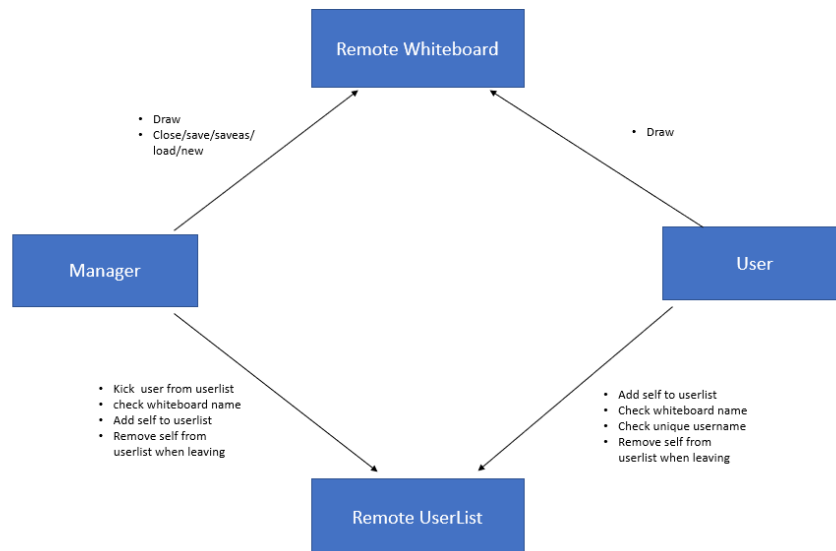 Remote Whiteboard
• Draw
• Close/save/saveas/
load/new
• Draw
Manager
User
• Kick user from userlist
• check whiteboard name
• Add self to userlist
• Remove self from
userlist when leaving
• Add self to userlist
• Check whiteboard name
• Check unique username
• Remove self from
userlist when leaving
Remote UserList